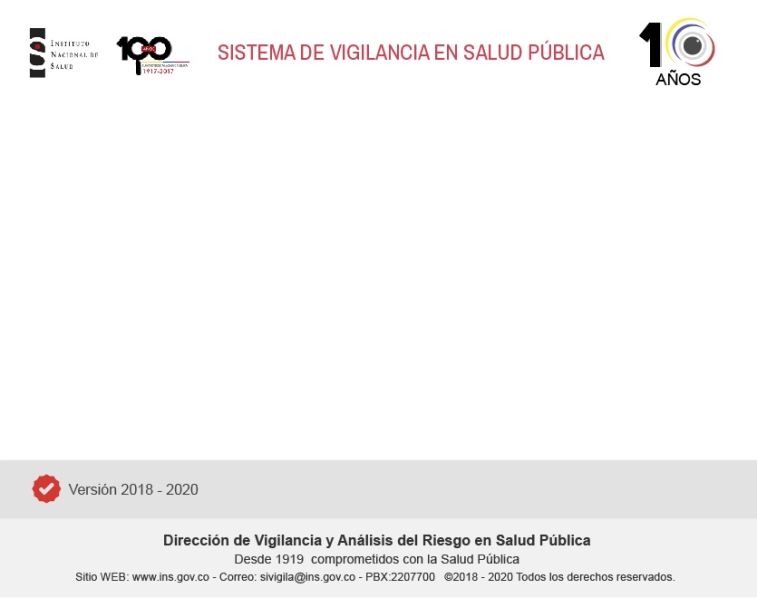 INSTITUTO
NACIONAL DE
SALUD
100
AÑOS
1917-2017
SISTEMA DE VIGILANCIA EN SALUD PÚBLICA
10
AÑOS
Versión 2018 - 2020
Dirección de Vigilancia y Análisis del Riesgo en Salud Pública
Desde 1919 comprometidos con la Salud Pública
Sitio WEB: www.ins.gov.co - Correo: sivigila@ins.gov.co - PBX:2207700 ©2018 - 2020 Todos los derechos reservados.